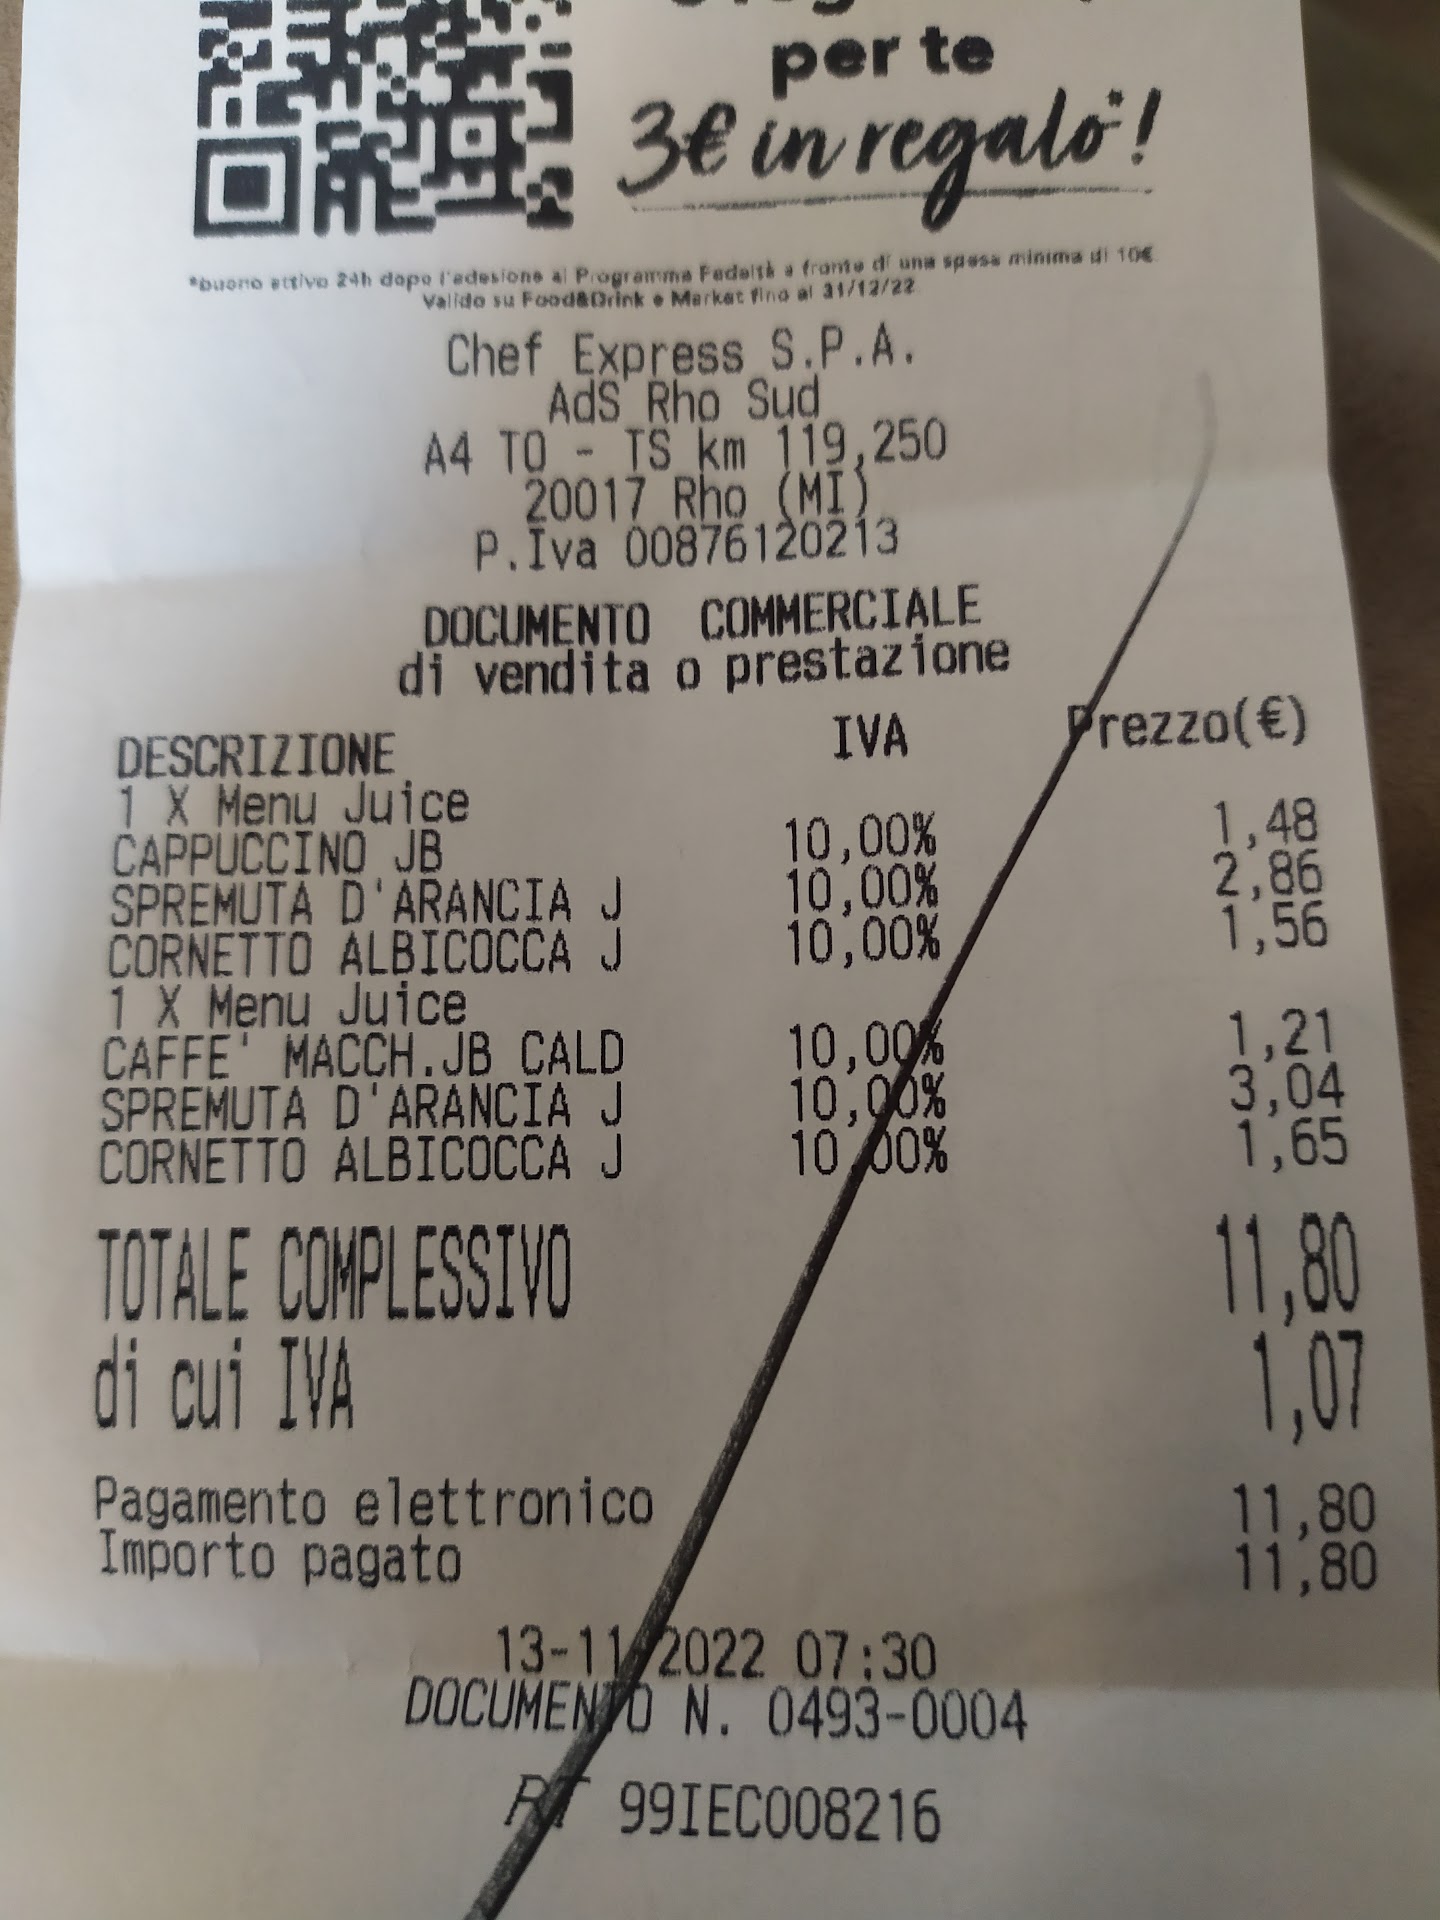 per te
3€ in regalo*!
*buono attivo 24h dopo l'adesione al Programma Fedeltà a fronte di una spesa minima di 10€.
Valido su Food&Drink e Market fino al 31/12/22
Chef Express S.P.A.
AdS Rho Sud
A4 TO - TS km 119,250
20017 Rho (MI)
P.Iva 00876120213
DOCUMENTO COMMERCIALE
di vendita o prestazione
DESCRIZIONE IVA Prezzo(€)
1 X Menu Juice
CAPPUCCINO JB 10,00% 1,48
SPREMUTA D'ARANCIA J 10,00% 2,86
CORNETTO ALBICOCCA J 10,00% 1,56
1 X Menu Juice
CAFFE' MACCH.JB CALD 10,00% 1,21
SPREMUTA D'ARANCIA J 10,00% 3,04
CORNETTO ALBICOCCA J 10,00% 1,65
TOTALE COMPLESSIVO 11,80
di cui IVA 1,07
Pagamento elettronico 11,80
Importo pagato 11,80
13-11-2022 07:30
DOCUMENTO N. 0493-0004
RT 99IEC008216